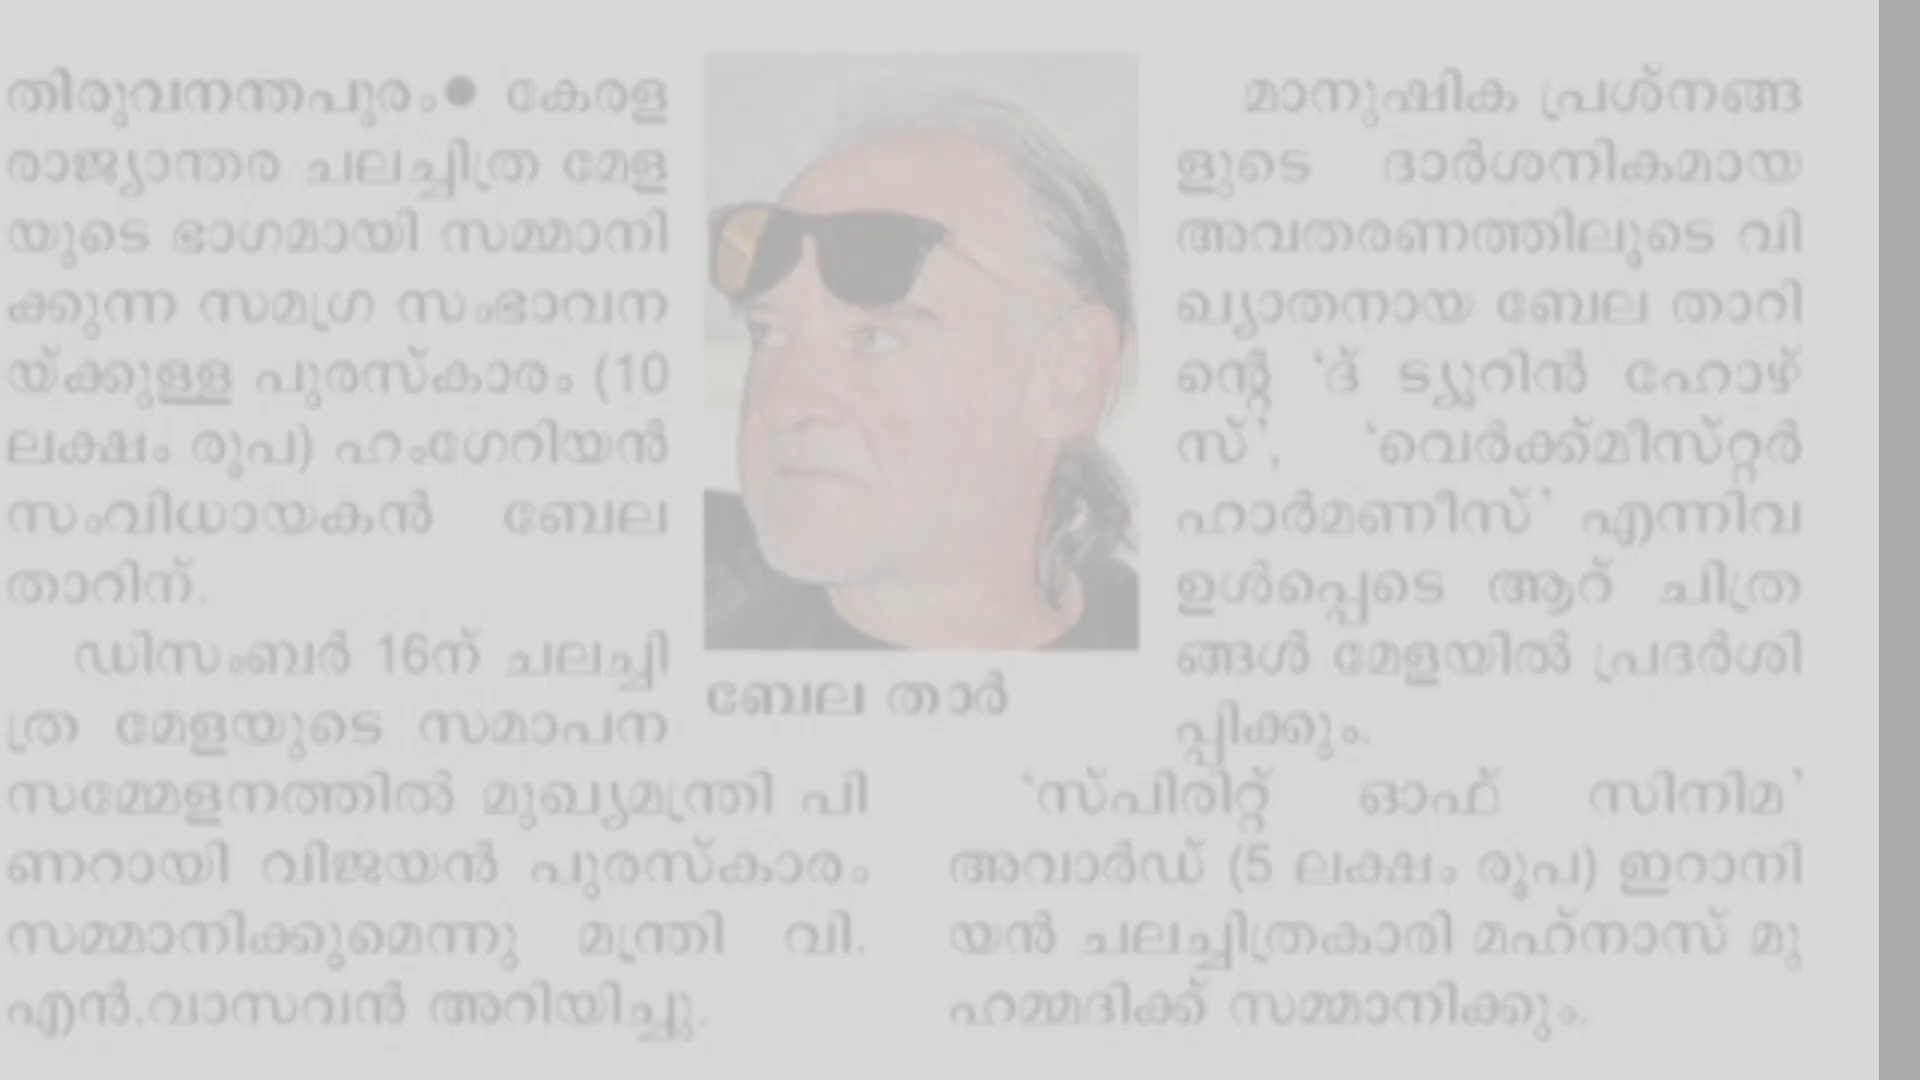 തിരുവനന്തപുരം● കേരള
രാജ്യാന്തര ചലച്ചിത്ര മേള
യുടെ ഭാഗമായി സമ്മാനി
ക്കുന്ന സമഗ്ര സംഭാവന
യ്ക്കുള്ള പുരസ്കാരം (10
ലക്ഷം രൂപ) ഹംഗേറിയൻ
സംവിധായകൻ ബേല
താറിന്.
ഡിസംബർ 16ന് ചലച്ചി
ത്ര മേളയുടെ സമാപന
സമ്മേളനത്തിൽ മുഖ്യമന്ത്രി പി
ണറായി വിജയൻ പുരസ്കാരം
സമ്മാനിക്കുമെന്നു മന്ത്രി വി.
എൻ.വാസവൻ അറിയിച്ചു.
ബേല താർ
മാനുഷിക പ്രശ്നങ്ങ
ളുടെ ദാർശനികമായ
അവതരണത്തിലൂടെ വി
ഖ്യാതനായ ബേല താറി
ന്റെ ‘ദ് ട്യൂറിൻ ഹോഴ്
സ്’, ‘വെർക്ക്മീസ്റ്റർ
ഹാർമണീസ്’ എന്നിവ
ഉൾപ്പെടെ ആറ് ചിത്ര
ങ്ങൾ മേളയിൽ പ്രദർശി
പ്പിക്കും.
‘സ്പിരിറ്റ് ഓഫ് സിനിമ’
അവാർഡ് (5 ലക്ഷം രൂപ) ഇറാനി
യൻ ചലച്ചിത്രകാരി മഹ്നാസ് മു
ഹമ്മദിക്ക് സമ്മാനിക്കും.